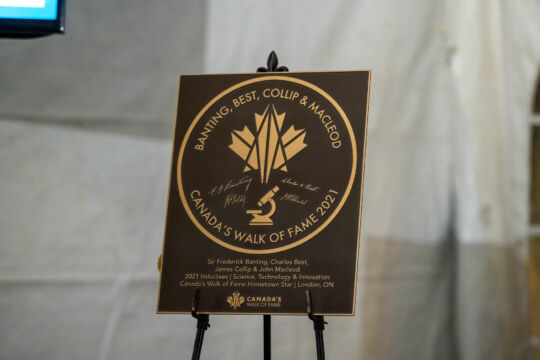 BANTING, BEST, COLLIP & MACLEOD
F G Banting
CANADA'S WALK OF FAME 2021
Sir Frederick Banting, Charles Best,
James Collip & John Macleod
2021 Inductees | Science, Technology & Innovation
Canada's Walk of Fame Hometown Star | London, ON
CANADA'S
WALK OF FAME